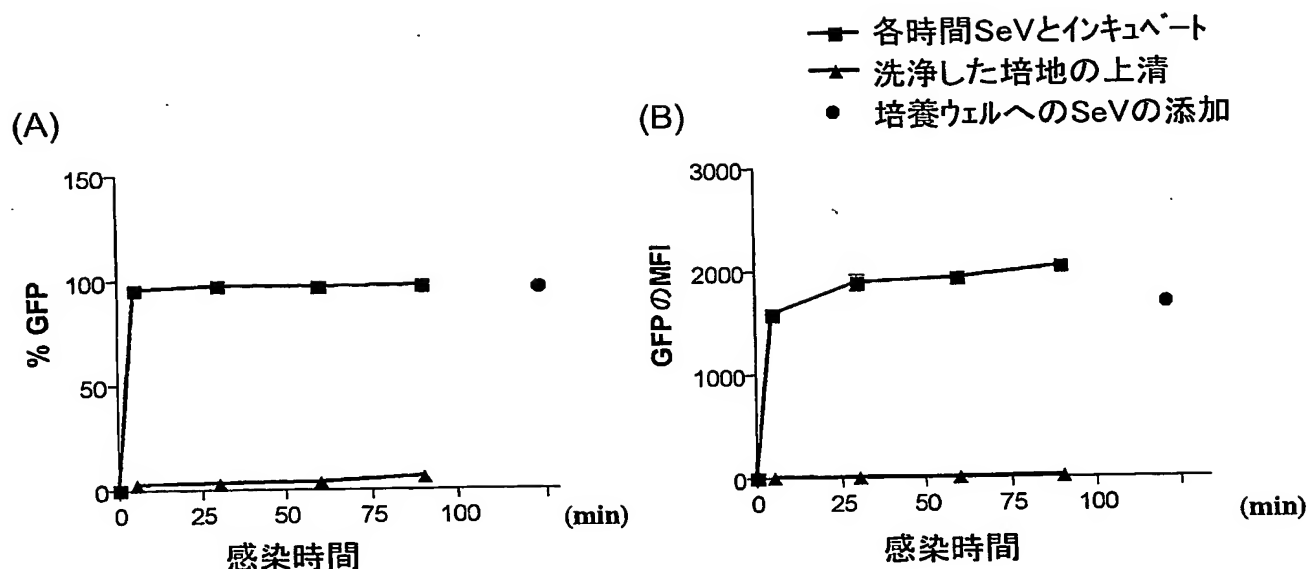 各時間SeVとインキュベート
洗浄した培地の上清
培養ウェルへのSeVの添加
(A)
150
100
50
0
% GFP
0 25 50 75 100 (min)
感染時間
(B)
3000
2000
1000
0
GFPのMFI
0 25 50 75 100 (min)
感染時間